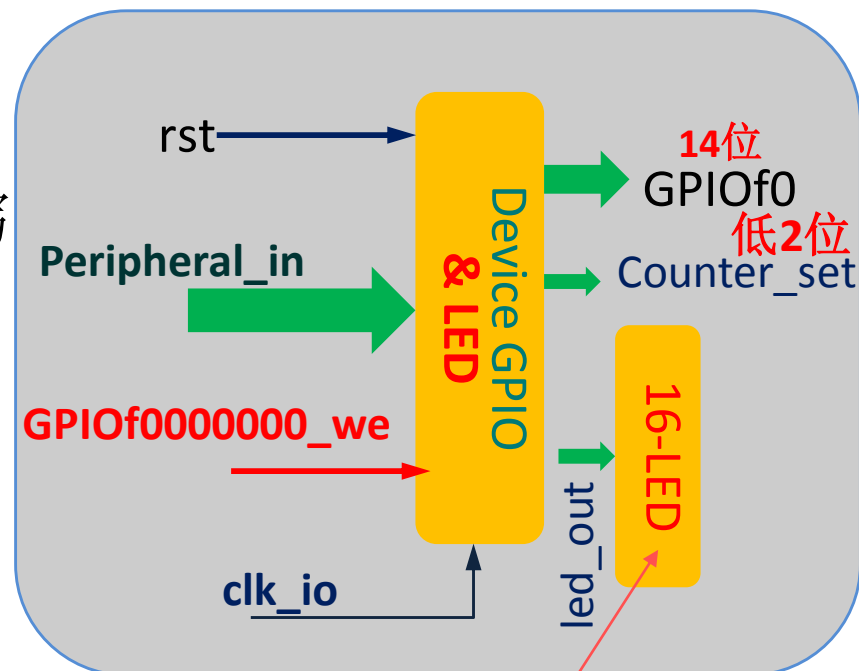 rst
14位
GPIOf0
低2位
Peripheral_in
Counter_set
Device GPIO
& LED
GPIOf0000000_we
16-LED
led_out
clk_io